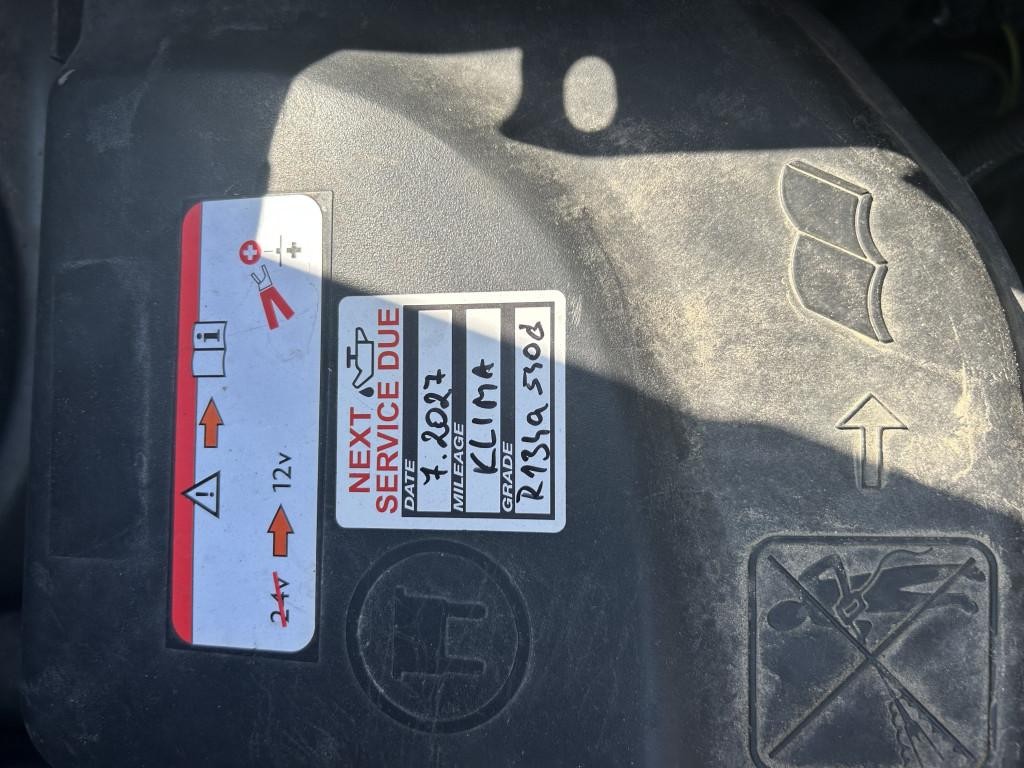 24v
12v
i
NEXT
SERVICE DUE
DATE
7.2027
MILEAGE
KLIMA
GRADE
R134a 530g